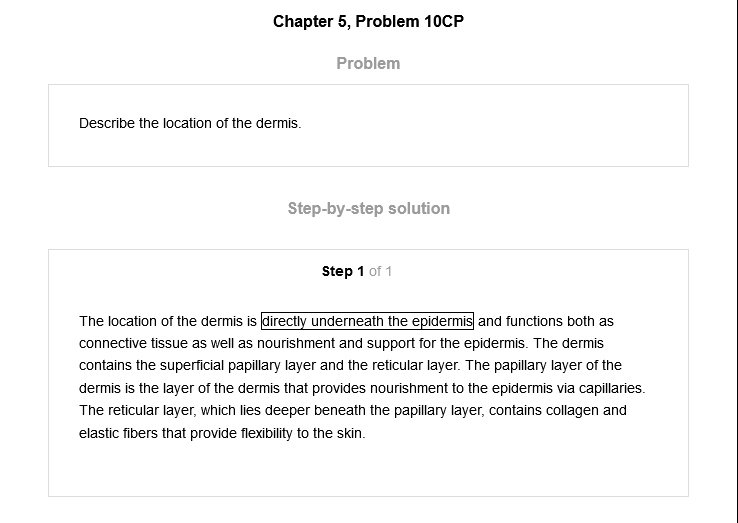 Chapter 5, Problem 10CP
Problem
Describe the location of the dermis.
Step-by-step solution
Step 1 of 1
The location of the dermis is directly underneath the epidermis and functions both as
connective tissue as well as nourishment and support for the epidermis. The dermis
contains the superficial papillary layer and the reticular layer. The papillary layer of the
dermis is the layer of the dermis that provides nourishment to the epidermis via capillaries.
The reticular layer, which lies deeper beneath the papillary layer, contains collagen and
elastic fibers that provide flexibility to the skin.